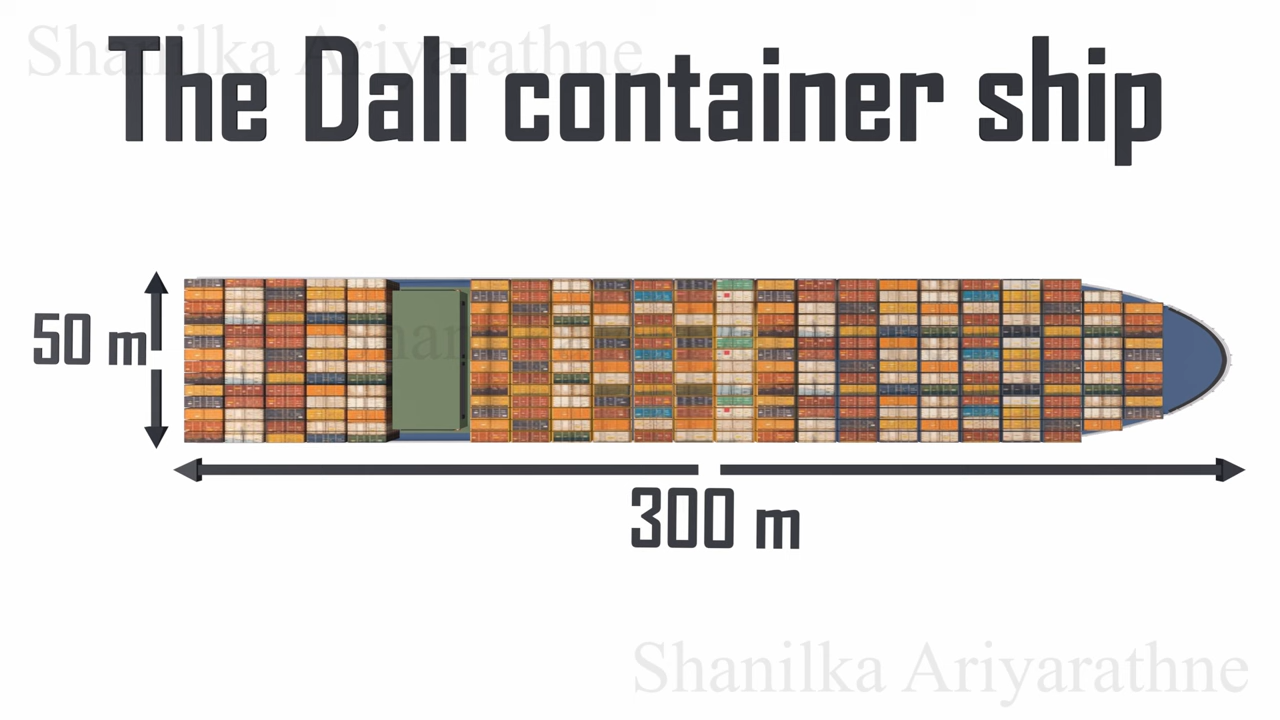 Shanilka Ariyarathne
The Dali container ship
50 m
300 m
Shanilka Ariyarathne